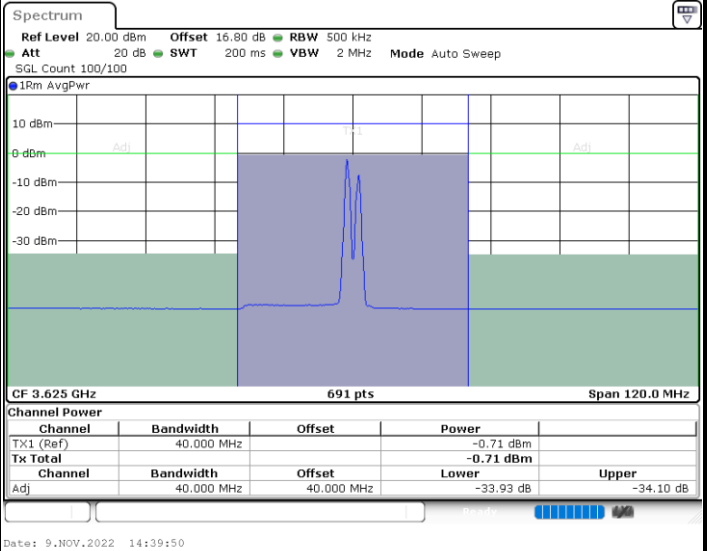 Spectrum
Ref Level 20.00 dBm Offset 16.80 dB RBW 500 kHz
Att 20 dB SWT 200 ms VBW 2 MHz Mode Auto Sweep
SGL Count 100/100
1Rm AvgPwr
10 dBm
TX1
Adj
Adj
0 dBm
-10 dBm
-20 dBm
-30 dBm
CF 3.625 GHz 691 pts Span 120.0 MHz
Channel Power
Channel Bandwidth Offset Power
TX1 (Ref) 40.000 MHz -0.71 dBm
Tx Total -0.71 dBm
Channel Bandwidth Offset Lower Upper
Adj 40.000 MHz 40.000 MHz -33.93 dB -34.10 dB
Ready
Date: 9.NOV.2022 14:39:50